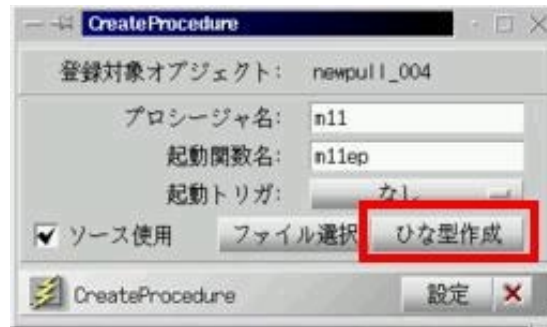 CreateProcedure
登録対象オブジェクト: newpull_004
プロシージャ名: m11
起動関数名: m11ep
起動トリガ: なし
ソース使用 ファイル選択 ひな型作成
CreateProcedure 設定